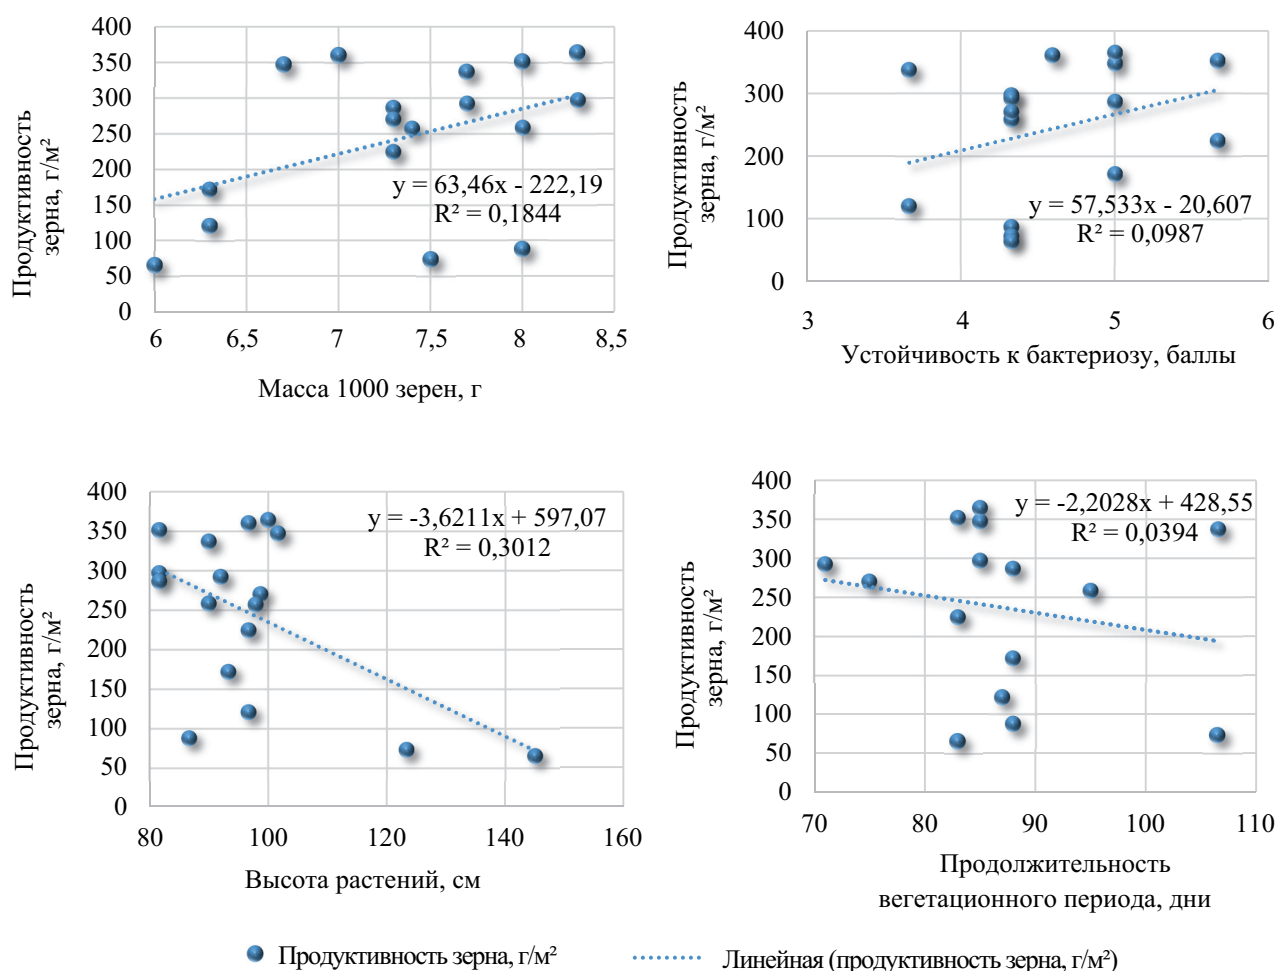 400
350
300
250
200
150
100
50
0
Продуктивность
зерна, г/м²
y = 63,46x - 222,19
R² = 0,1844
6 6,5 7 7,5 8 8,5
Масса 1000 зерен, г
400
300
200
100
0
Продуктивность
зерна, г/м²
y = 57,533x - 20,607
R² = 0,0987
3 4 5 6
Устойчивость к бактериозу, баллы
400
350
300
250
200
150
100
50
0
Продуктивность
зерна, г/м²
y = -3,6211x + 597,07
R² = 0,3012
80 100 120 140 160
Высота растений, см
400
350
300
250
200
150
100
50
0
Продуктивность
зерна, г/м²
y = -2,2028x + 428,55
R² = 0,0394
70 80 90 100 110
Продолжительность
вегетационного периода, дни
Продуктивность зерна, г/м² Линейная (продуктивность зерна, г/м²)